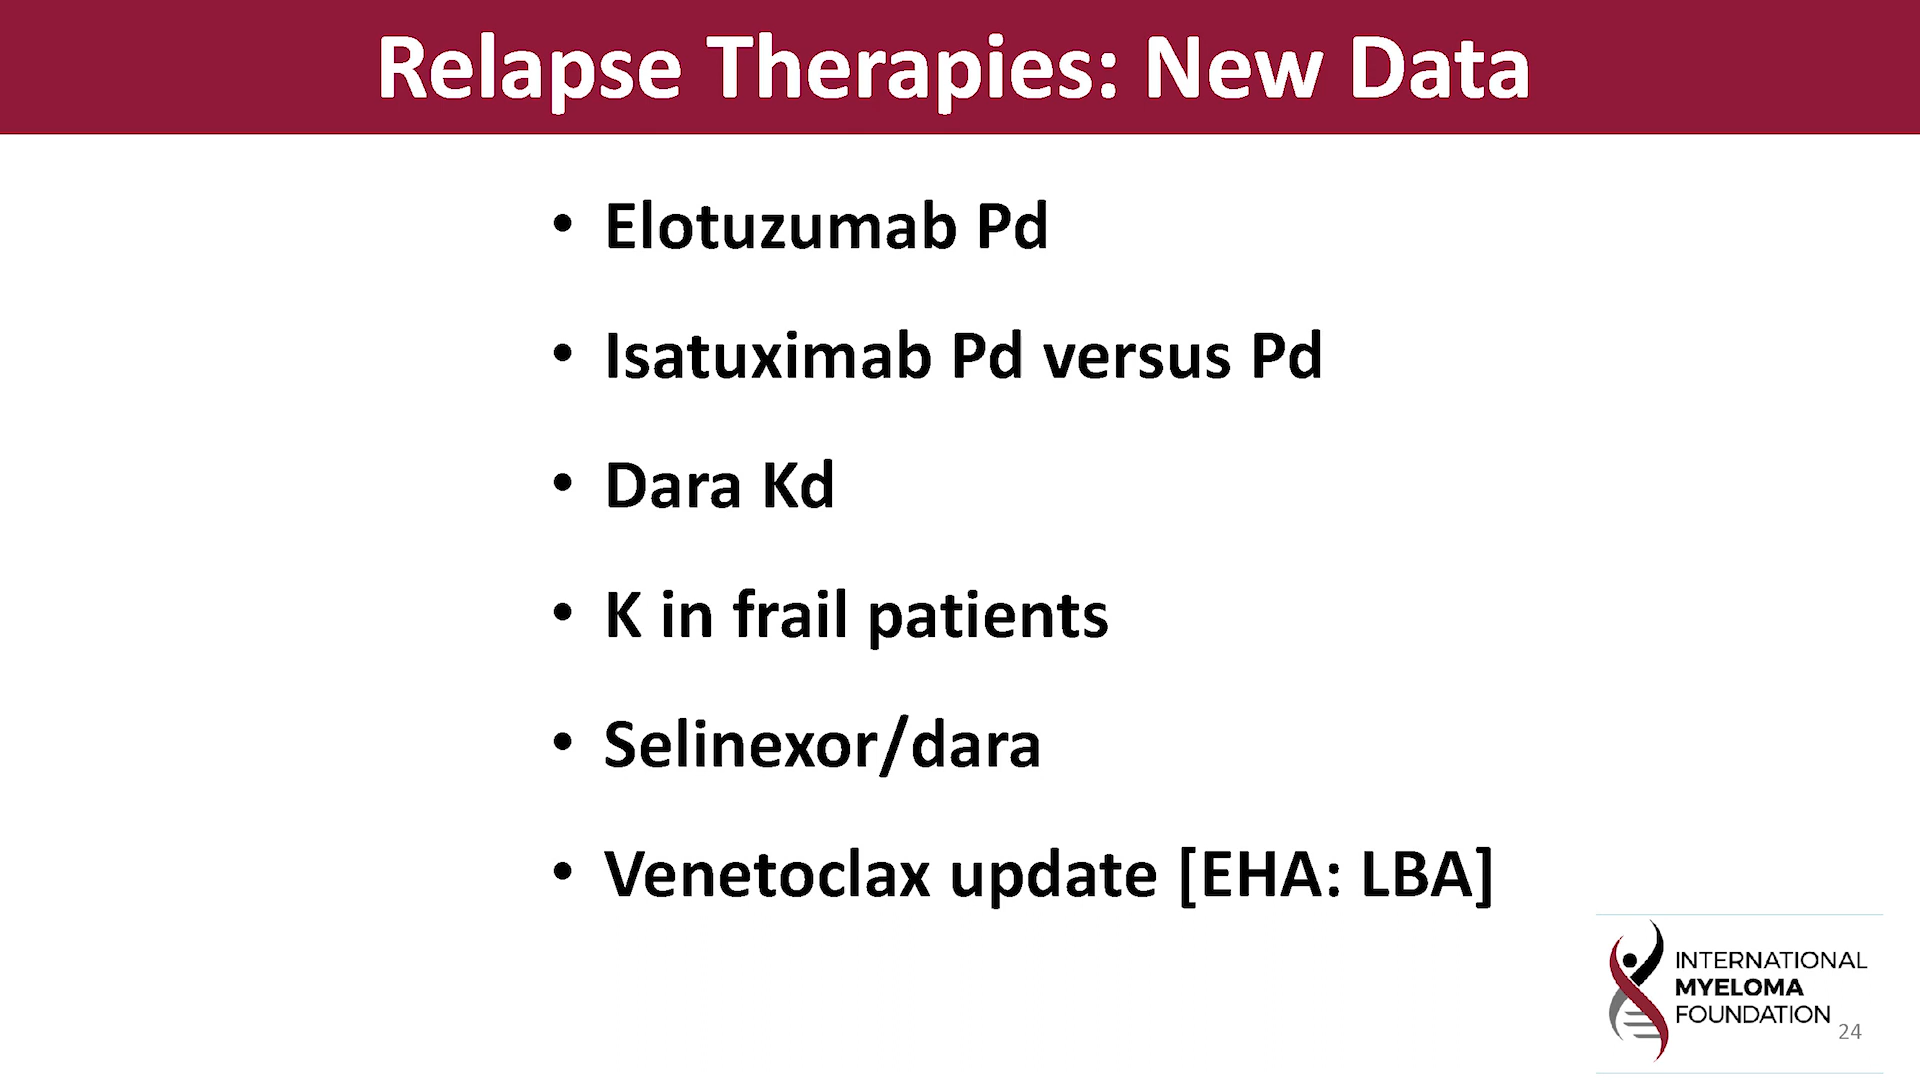 Relapse Therapies: New Data
• Elotuzumab Pd
• Isatuximab Pd versus Pd
• Dara Kd
• K in frail patients
• Selinexor/dara
• Venetoclax update [EHA: LBA]
INTERNATIONAL
MYELOMA
FOUNDATION
24